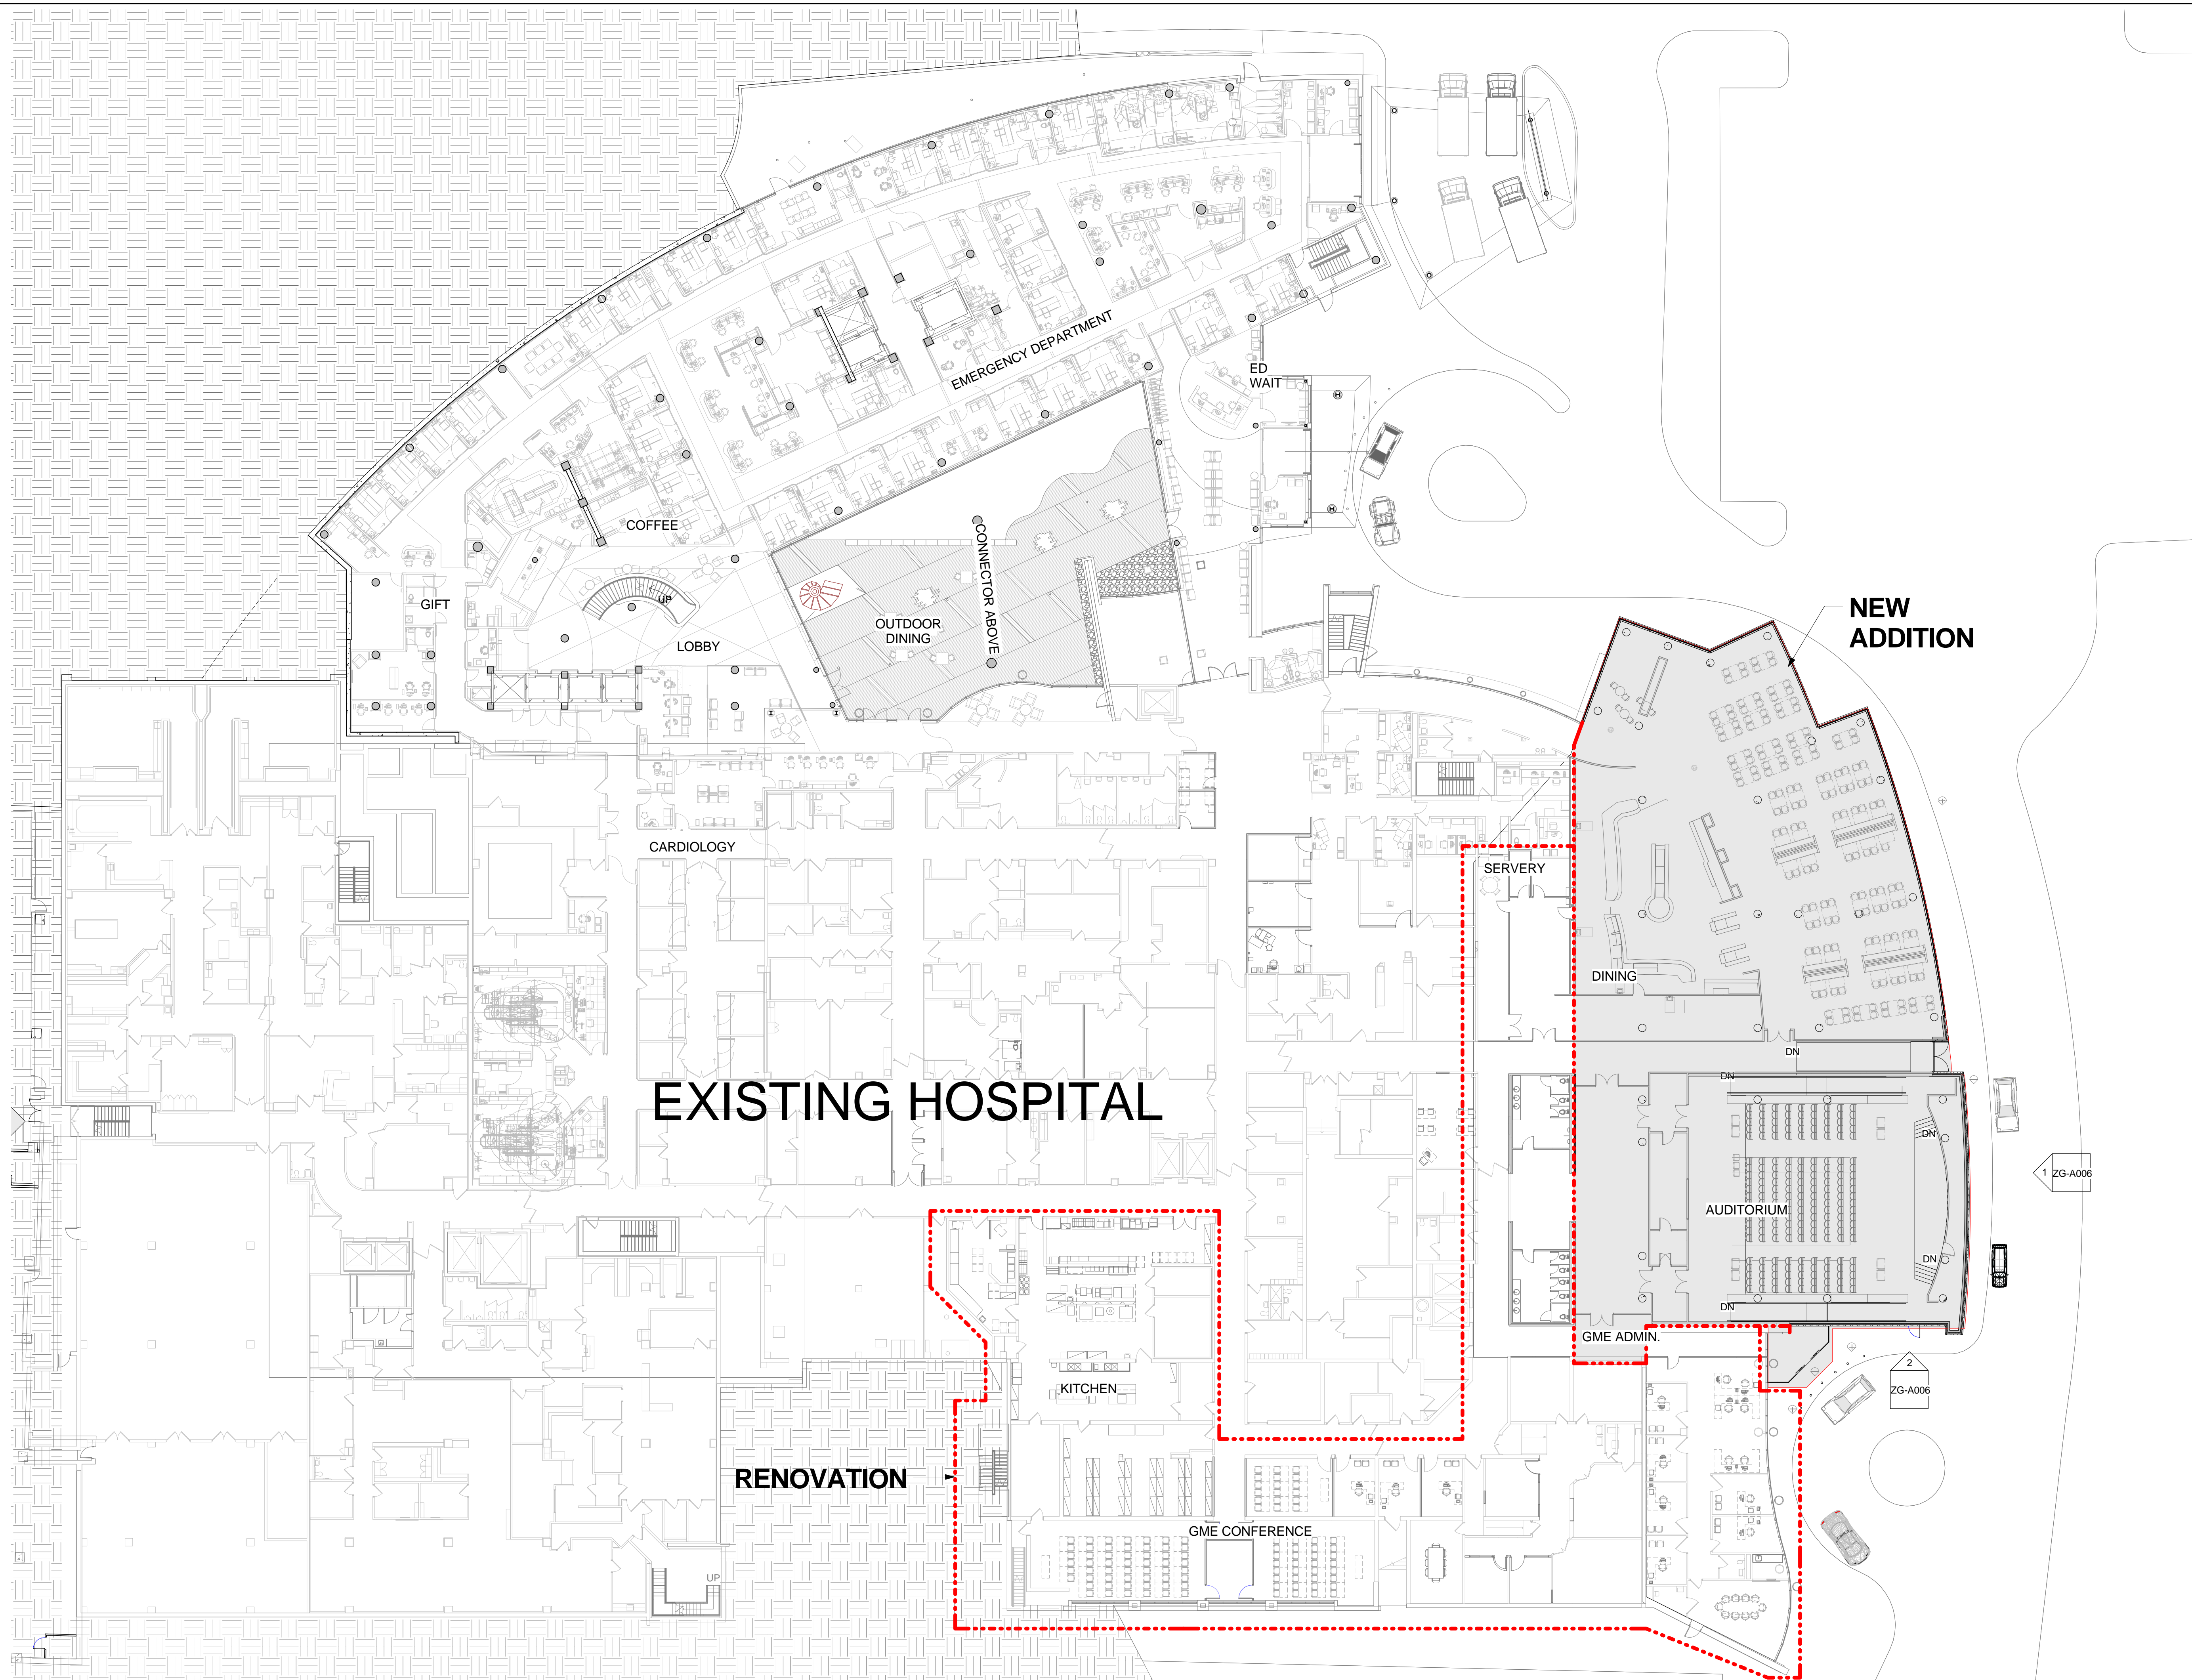 EMERGENCY DEPARTMENT
ED
WAIT
COFFEE
CONNECTOR ABOVE
UP
GIFT
OUTDOOR
DINING
LOBBY
NEW
ADDITION
CARDIOLOGY
SERVERY
DINING
DN
DN
EXISTING HOSPITAL
DN
1 ZG-A006
AUDITORIUM
DN
DN
GME ADMIN.
2
ZG-A006
KITCHEN
RENOVATION
GME CONFERENCE
UP